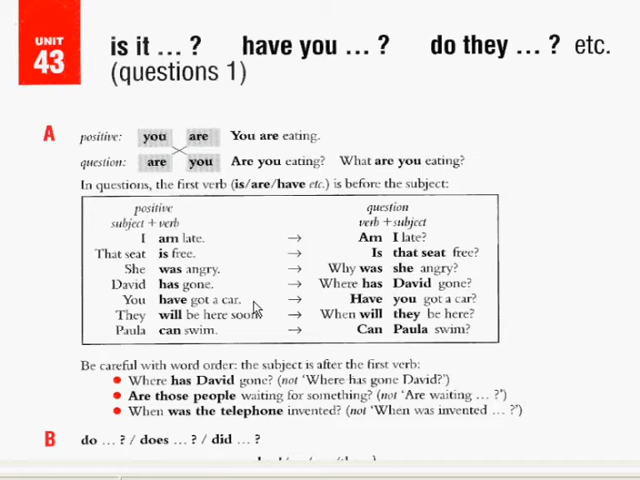 UNIT
43
is it ... ? have you ... ? do they ... ? etc.
(questions 1)
A
positive: you are You are eating.
question: are you Are you eating? What are you eating?
In questions, the first verb (is/are/have etc.) is before the subject:
positive question
subject + verb verb + subject
I am late. → Am I late?
That seat is free. → Is that seat free?
She was angry. → Why was she angry?
David has gone. → Where has David gone?
You have got a car. → Have you got a car?
They will be here soon. → When will they be here?
Paula can swim. → Can Paula swim?
Be careful with word order: the subject is after the first verb:
• Where has David gone? (not 'Where has gone David?')
• Are those people waiting for something? (not 'Are waiting ... ?')
• When was the telephone invented? (not 'When was invented ... ?')
B do ... ? / does ... ? / did ... ?